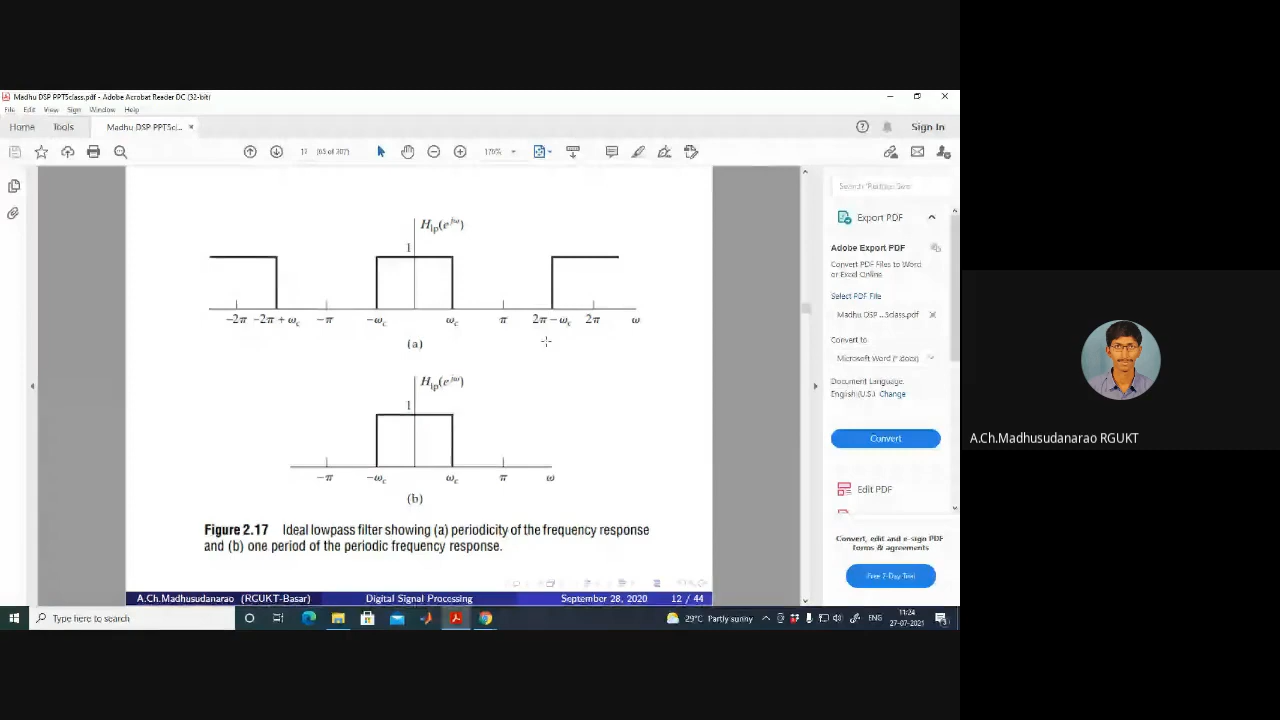 Madhu DSP PPT5class.pdf - Adobe Acrobat Reader DC (32-bit)
File Edit View Sign Window Help
Home Tools Madhu DSP PPT5cl... × Sign In
178%
H_lp(e^jω)
1
−2π −2π + ω_c −π −ω_c ω_c π 2π − ω_c 2π ω
(a)
H_lp(e^jω)
1
−π −ω_c ω_c π ω
(b)
Figure 2.17 Ideal lowpass filter showing (a) periodicity of the frequency response
and (b) one period of the periodic frequency response.
A.Ch.Madhusudanarao (RGUKT-Basar) Digital Signal Processing September 28, 2020 12 / 44
Export PDF
Adobe Export PDF
Convert PDF Files to Word
or Excel Online
Select PDF File
Madhu DSP ...5class.pdf ×
Convert to
Microsoft Word (*.docx)
Document Language:
English (U.S.) Change
Convert
Edit PDF
Convert, edit and e-sign PDF
forms & agreements
Free 7-Day Trial
Type here to search
29°C Partly sunny
ENG
11:24
27-07-2021
A.Ch.Madhusudanarao RGUKT